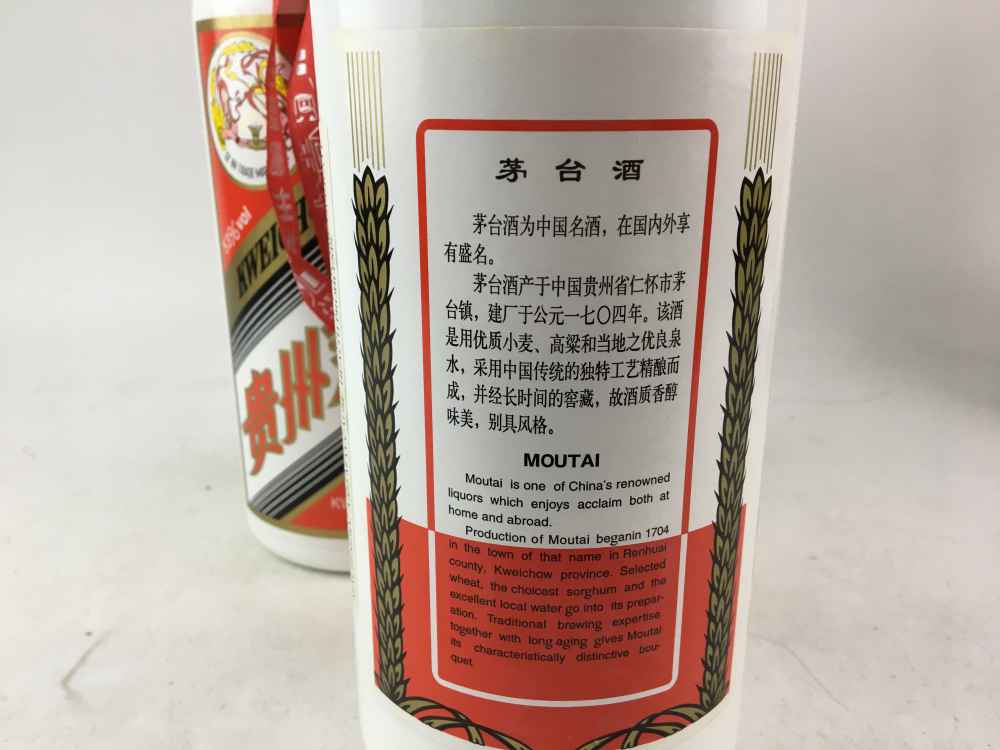 茅台酒
茅台酒为中国名酒，在国内外享
有盛名。
茅台酒产于中国贵州省仁怀市茅
台镇，建厂于公元一七〇四年。该酒
是用优质小麦、高粱和当地之优良泉
水，采用中国传统的独特工艺精酿而
成，并经长时间的窖藏，故酒质香醇
味美，别具风格。
MOUTAI
Moutai is one of China's renowned
liquors which enjoys acclaim both at
home and abroad.
Production of Moutai beganin 1704
in the town of that name in Renhuai
county, Kweichow province. Selected
wheat, the choicest sorghum and the
excellent local water go into its prepar-
ation. Traditional brewing expertise
together with long aging gives Moutai
its characteristically distinctive bou-
quet
53%vol
KWEICH
贵州